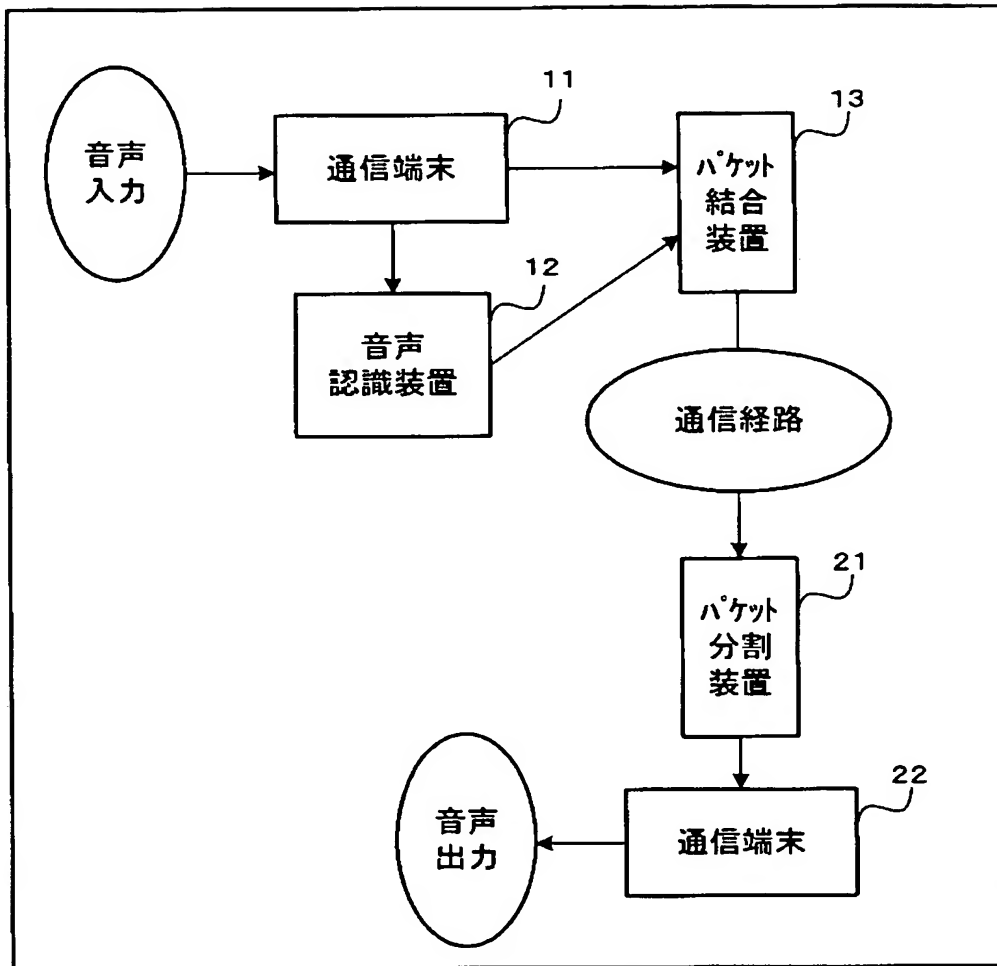 11
13
音声
入力
通信端末
パケット
結合
装置
12
音声
認識装置
通信経路
21
パケット
分割
装置
22
音声
出力
通信端末